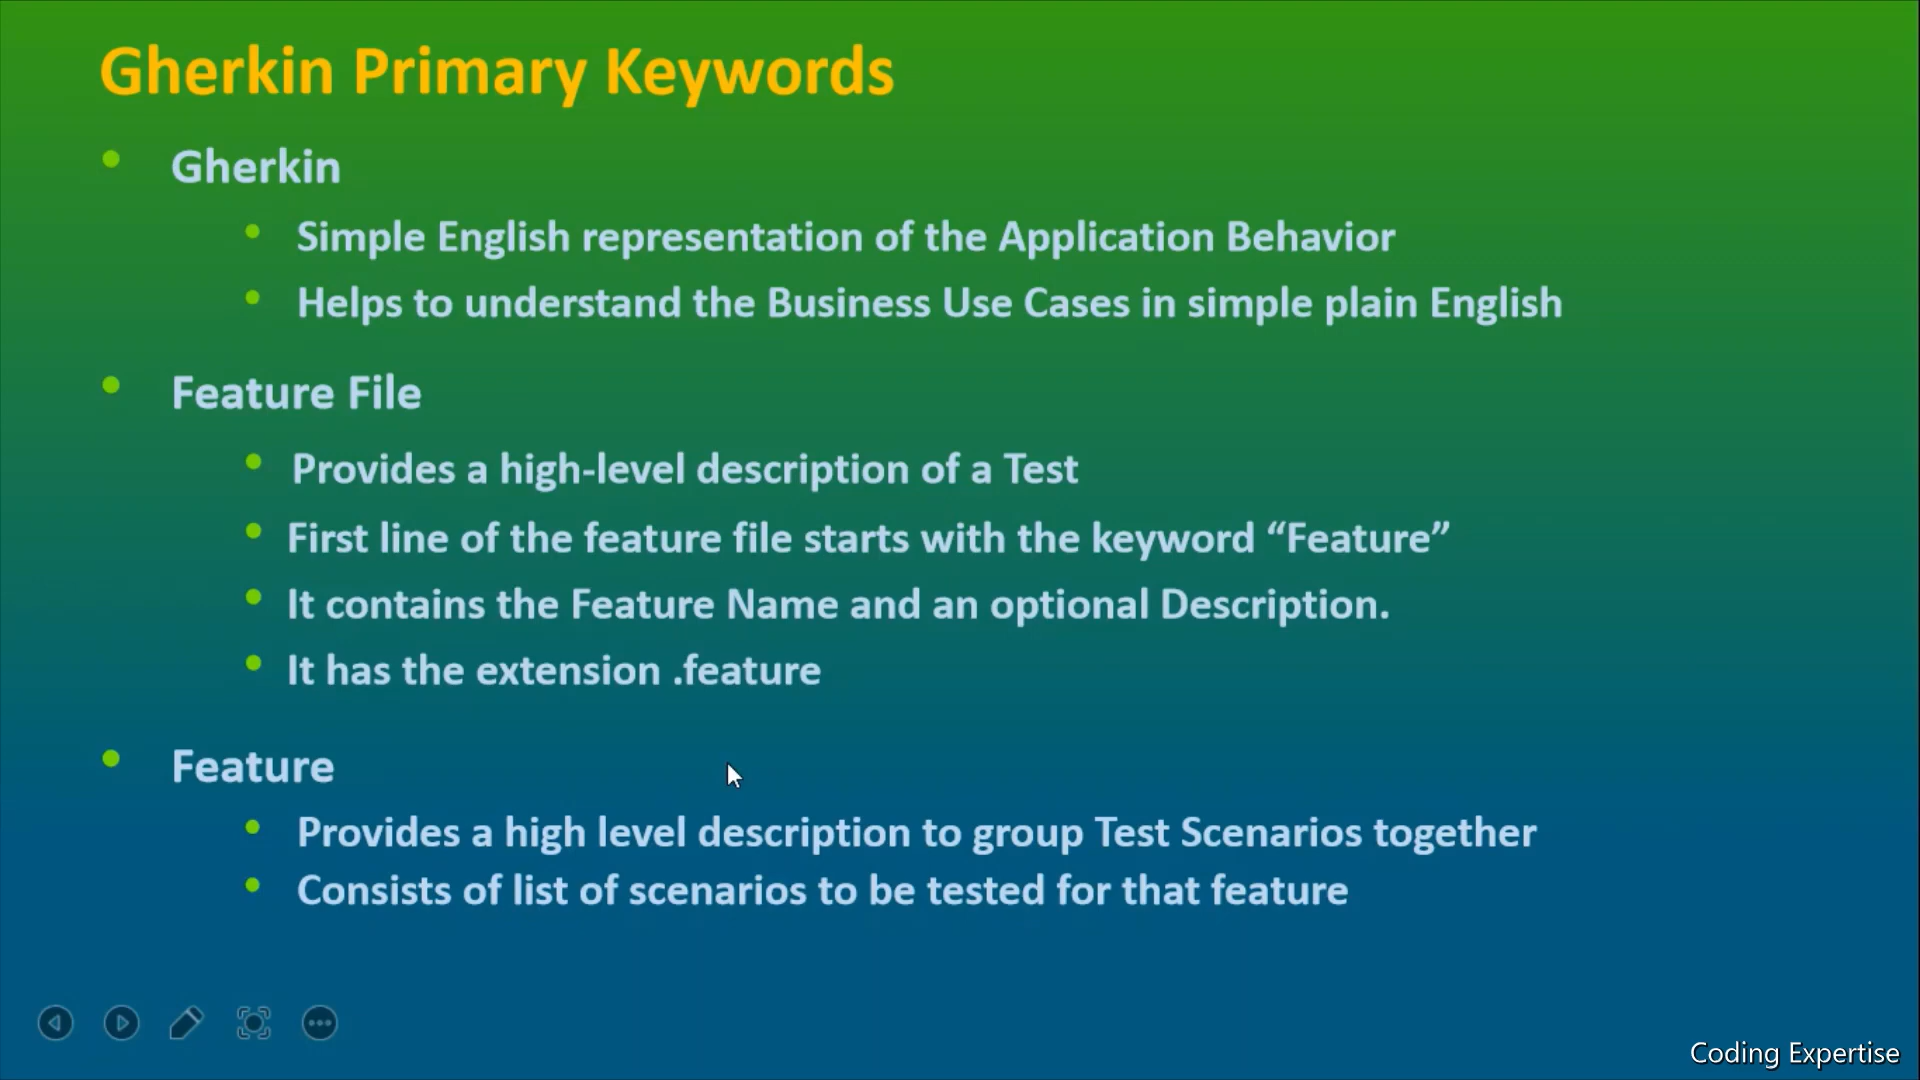 Gherkin Primary Keywords
Gherkin
Simple English representation of the Application Behavior
Helps to understand the Business Use Cases in simple plain English
Feature File
Provides a high-level description of a Test
First line of the feature file starts with the keyword “Feature”
It contains the Feature Name and an optional Description.
It has the extension .feature
Feature
Provides a high level description to group Test Scenarios together
Consists of list of scenarios to be tested for that feature
Coding Expertise